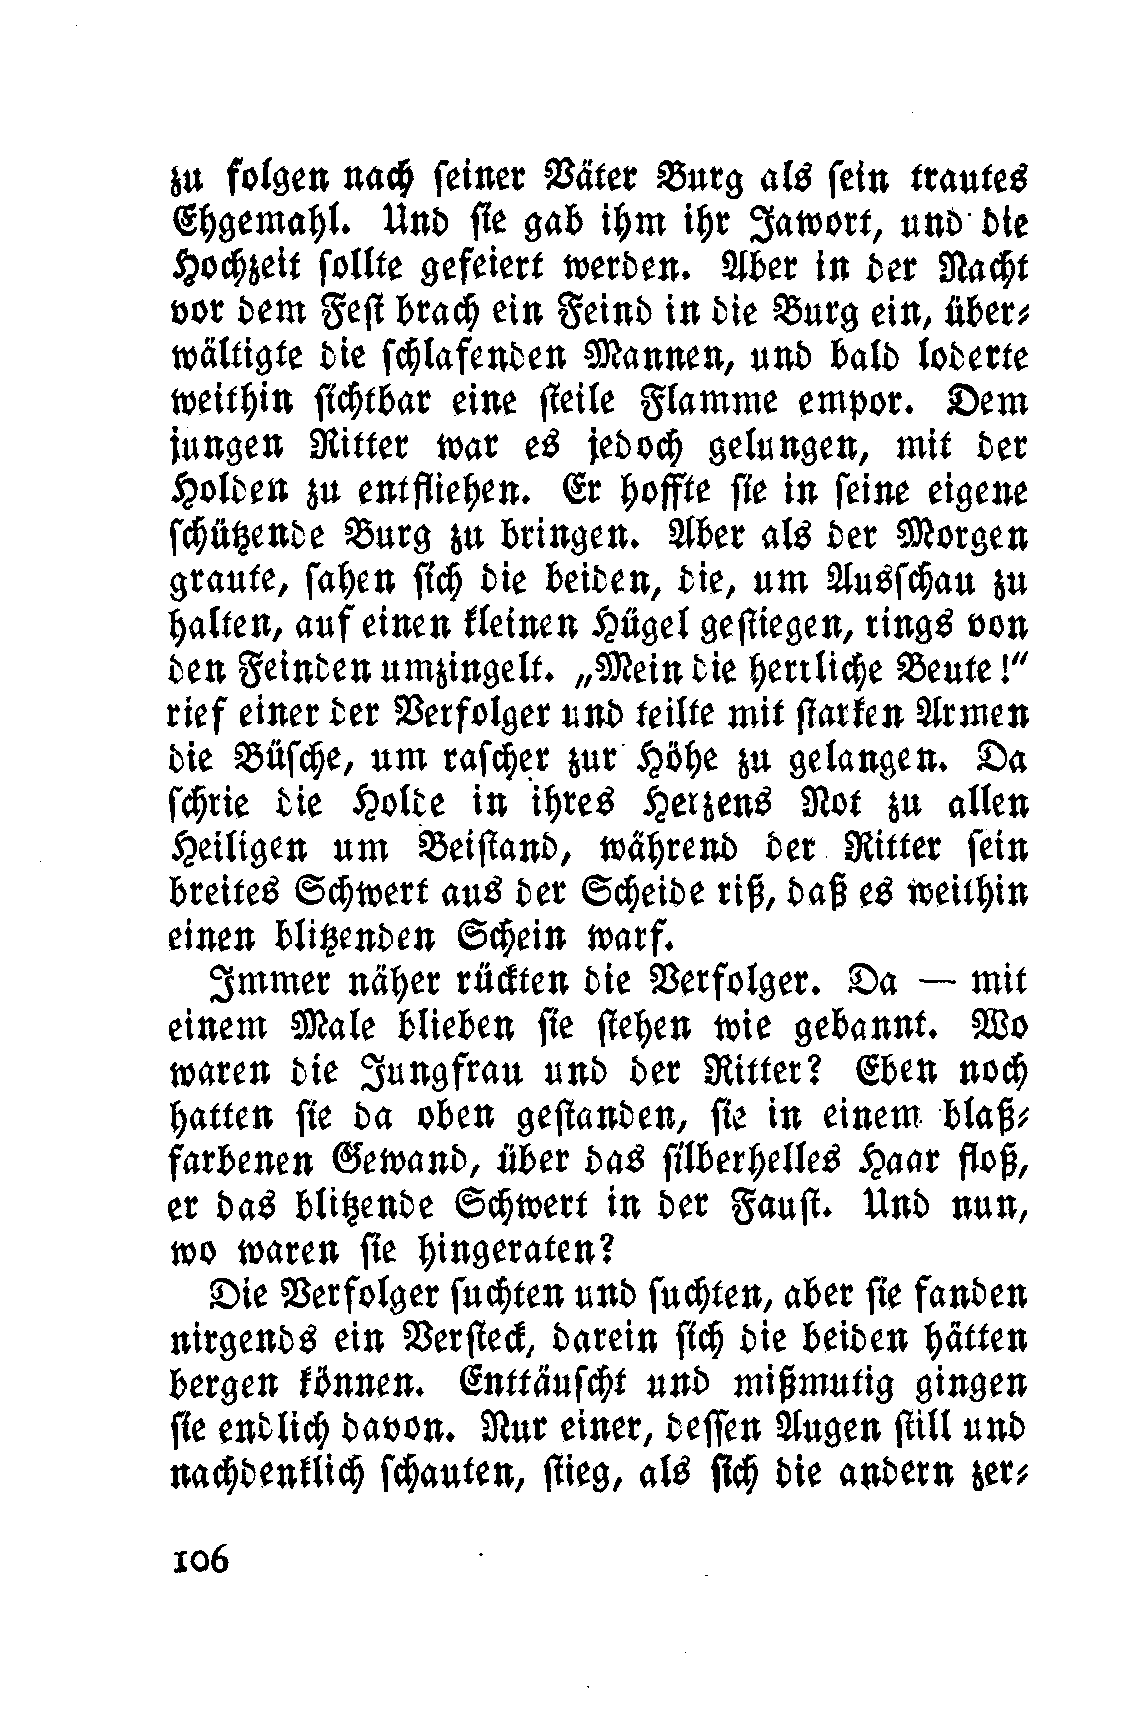 zu folgen nach seiner Väter Burg als sein trautes
Ehgemahl. Und sie gab ihm ihr Jawort, und die
Hochzeit sollte gefeiert werden. Aber in der Nacht
vor dem Fest brach ein Feind in die Burg ein, über-
wältigte die schlafenden Mannen, und bald loderte
weithin sichtbar eine steile Flamme empor. Dem
jungen Ritter war es jedoch gelungen, mit der
Holden zu entfliehen. Er hoffte sie in seine eigene
schützende Burg zu bringen. Aber als der Morgen
graute, sahen sich die beiden, die, um Ausschau zu
halten, auf einen kleinen Hügel gestiegen, rings von
den Feinden umzingelt. „Mein die herrliche Beute!"
rief einer der Verfolger und teilte mit starken Armen
die Büsche, um rascher zur Höhe zu gelangen. Da
schrie die Holde in ihres Herzens Not zu allen
Heiligen um Beistand, während der Ritter sein
breites Schwert aus der Scheide riß, daß es weithin
einen blitzenden Schein warf.
Immer näher rückten die Verfolger. Da — mit
einem Male blieben sie stehen wie gebannt. Wo
waren die Jungfrau und der Ritter? Eben noch
hatten sie da oben gestanden, sie in einem blaß-
farbenen Gewand, über das silberhelles Haar floß,
er das blitzende Schwert in der Faust. Und nun,
wo waren sie hingeraten?
Die Verfolger suchten und suchten, aber sie fanden
nirgends ein Versteck, darein sich die beiden hätten
bergen können. Enttäuscht und mißmutig gingen
sie endlich davon. Nur einer, dessen Augen still und
nachdenklich schauten, stieg, als sich die andern zer-
106